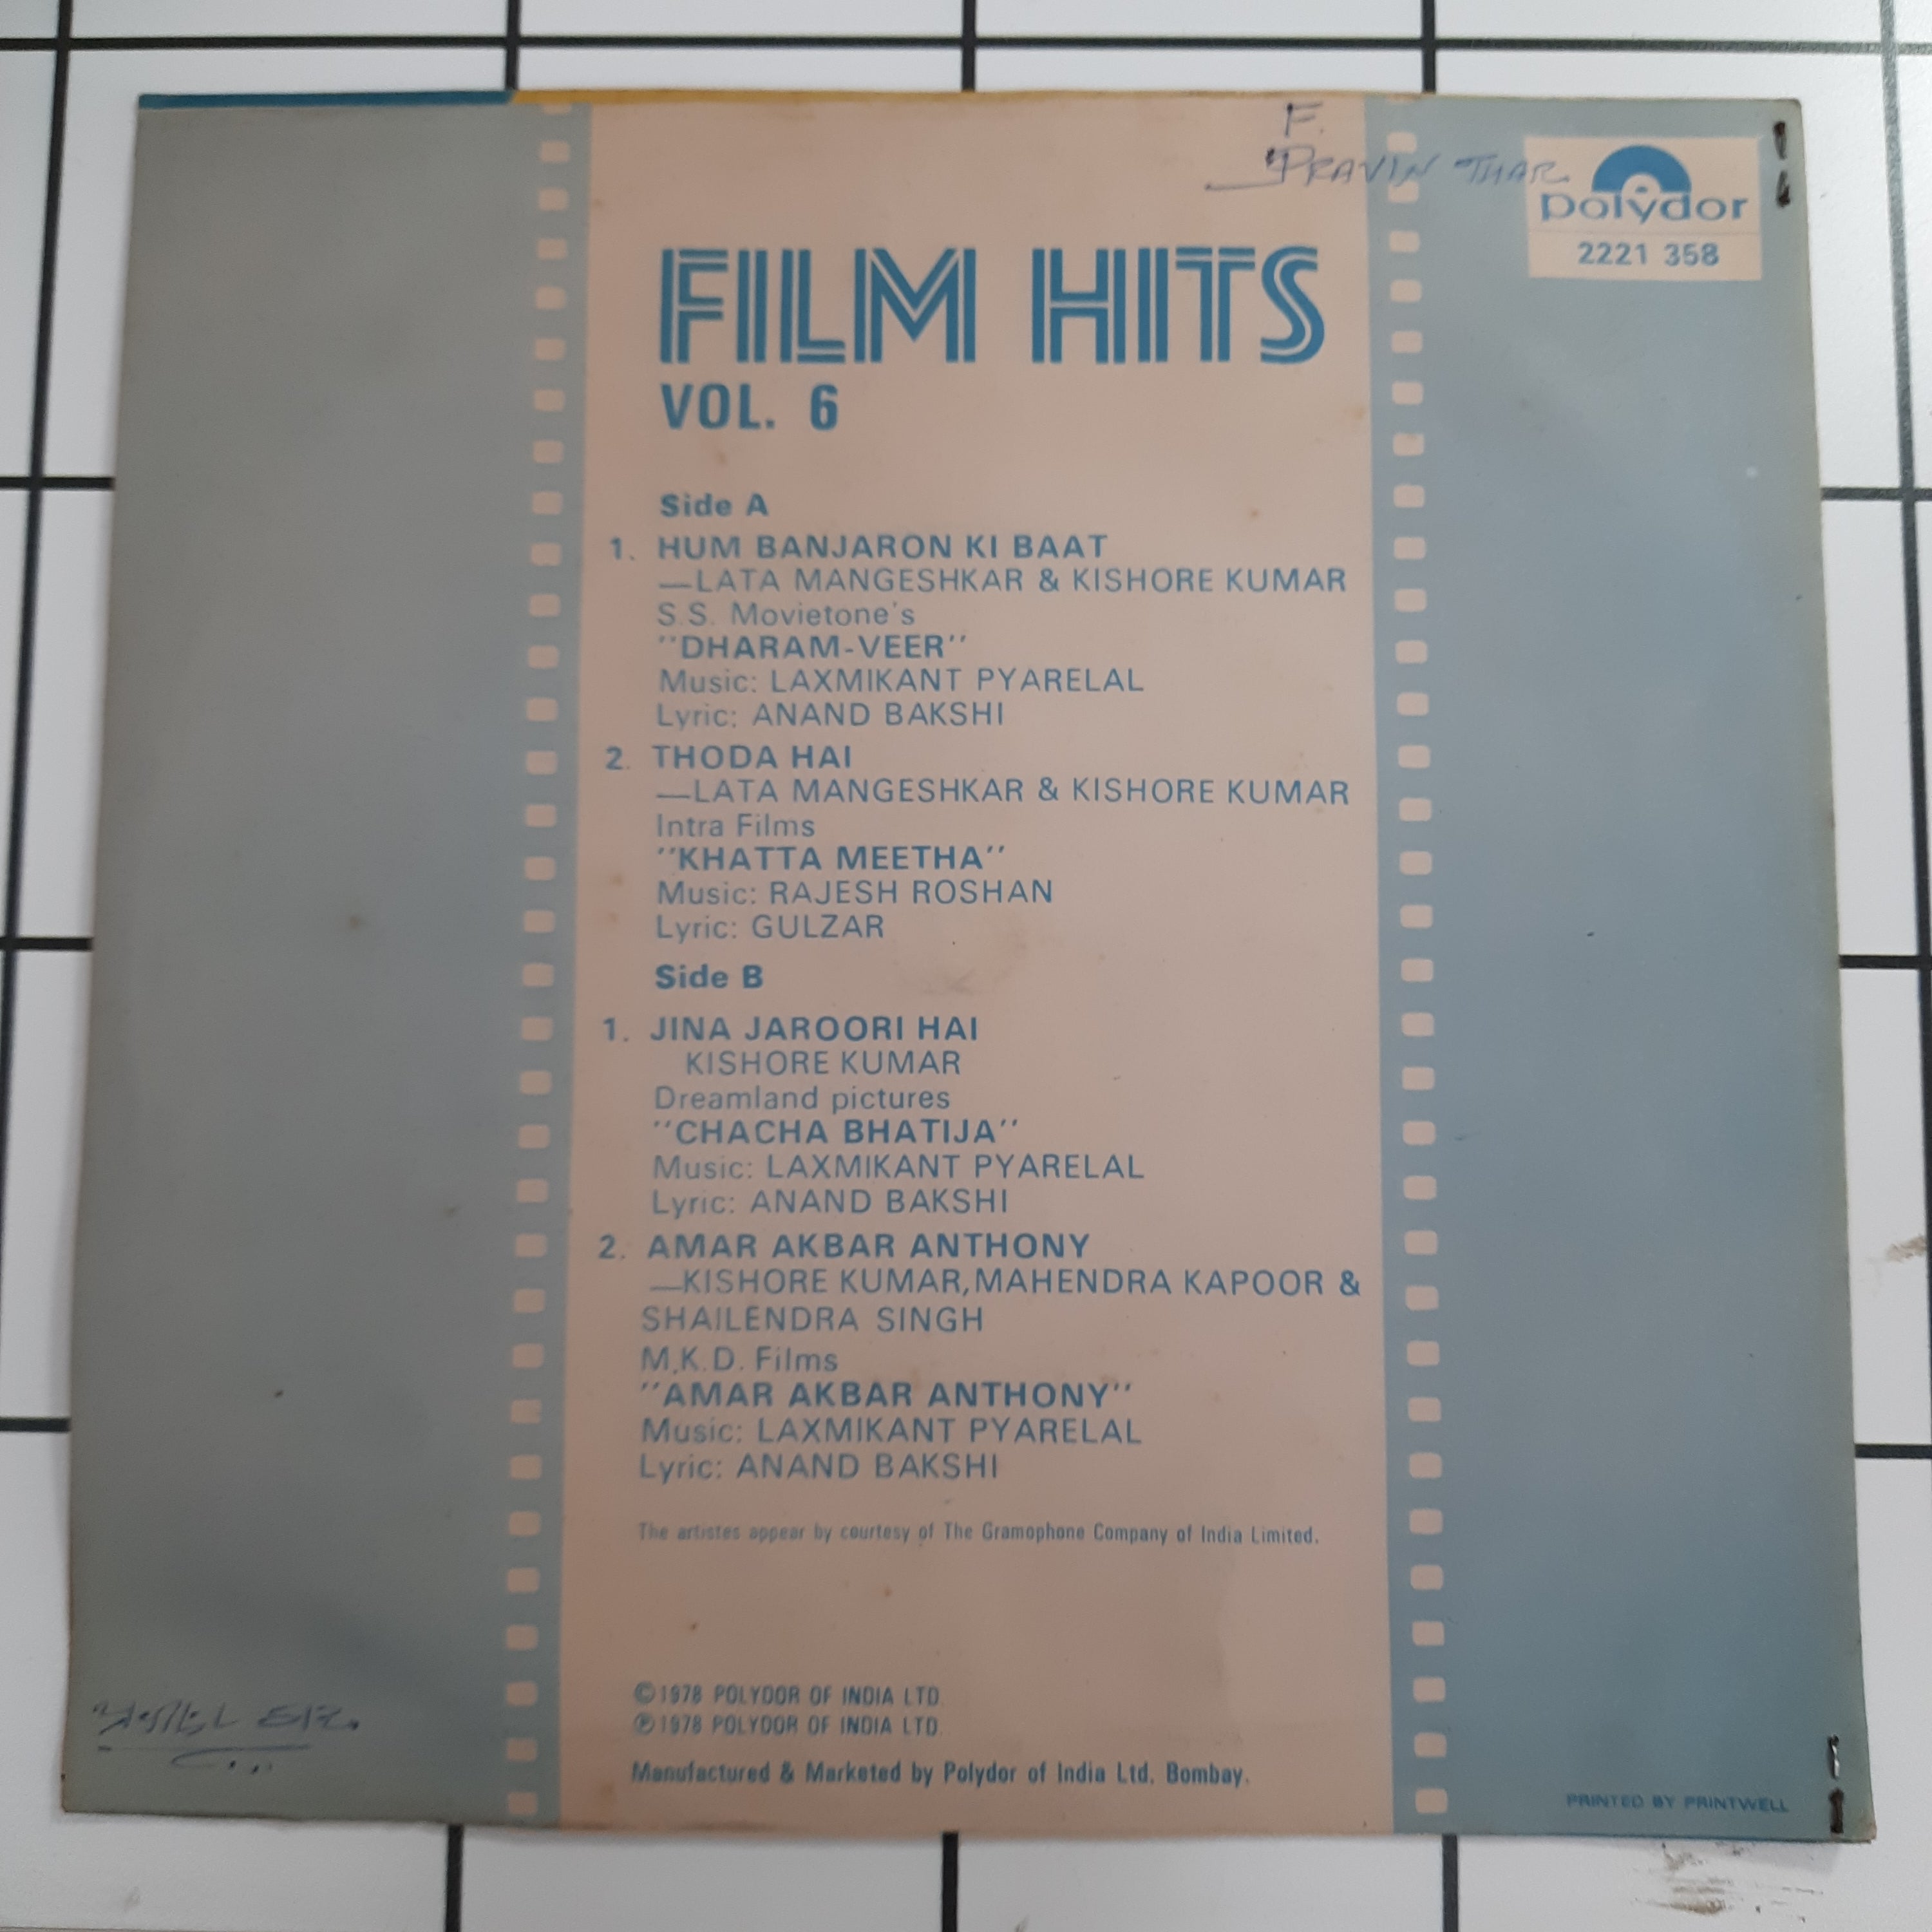 F.
PRAVIN THAR
polydor
2221 358
FILM HITS
VOL. 6
Side A
1. HUM BANJARON KI BAAT
—LATA MANGESHKAR & KISHORE KUMAR
S.S. Movietone's
"DHARAM-VEER"
Music: LAXMIKANT PYARELAL
Lyric: ANAND BAKSHI
2. THODA HAI
—LATA MANGESHKAR & KISHORE KUMAR
Intra Films
"KHATTA MEETHA"
Music: RAJESH ROSHAN
Lyric: GULZAR
Side B
1. JINA JAROORI HAI
KISHORE KUMAR
Dreamland pictures
"CHACHA BHATIJA"
Music: LAXMIKANT PYARELAL
Lyric: ANAND BAKSHI
2. AMAR AKBAR ANTHONY
—KISHORE KUMAR, MAHENDRA KAPOOR &
SHAILENDRA SINGH
M.K.D. Films
"AMAR AKBAR ANTHONY"
Music: LAXMIKANT PYARELAL
Lyric: ANAND BAKSHI
The artistes appear by courtesy of The Gramophone Company of India Limited.
©1978 POLYDOR OF INDIA LTD.
℗1978 POLYDOR OF INDIA LTD.
Manufactured & Marketed by Polydor of India Ltd. Bombay.
PRINTED BY PRINTWELL